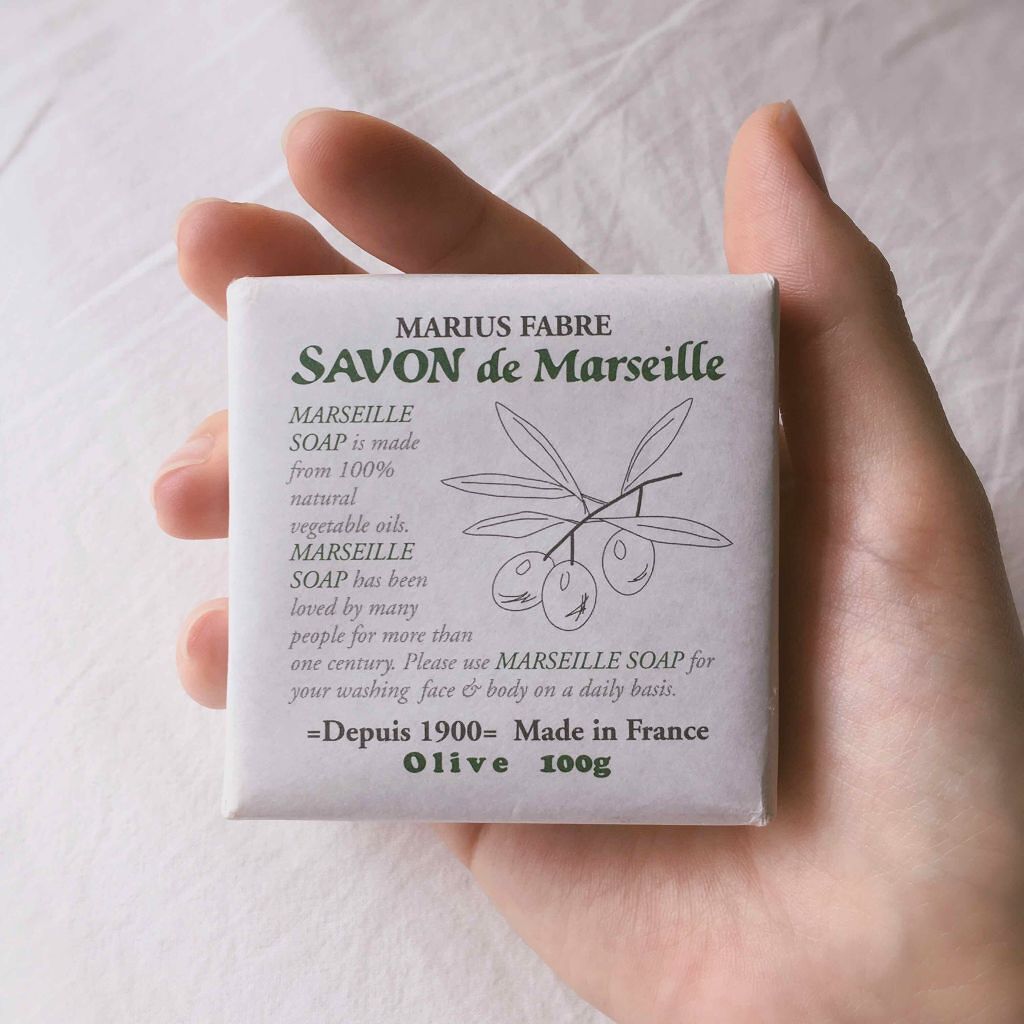 MARIUS FABRE
SAVON de Marseille
MARSEILLE
SOAP is made
from 100%
natural
vegetable oils.
MARSEILLE
SOAP has been
loved by many
people for more than
one century. Please use MARSEILLE SOAP for
your washing face & body on a daily basis.
=Depuis 1900= Made in France
Olive 100g